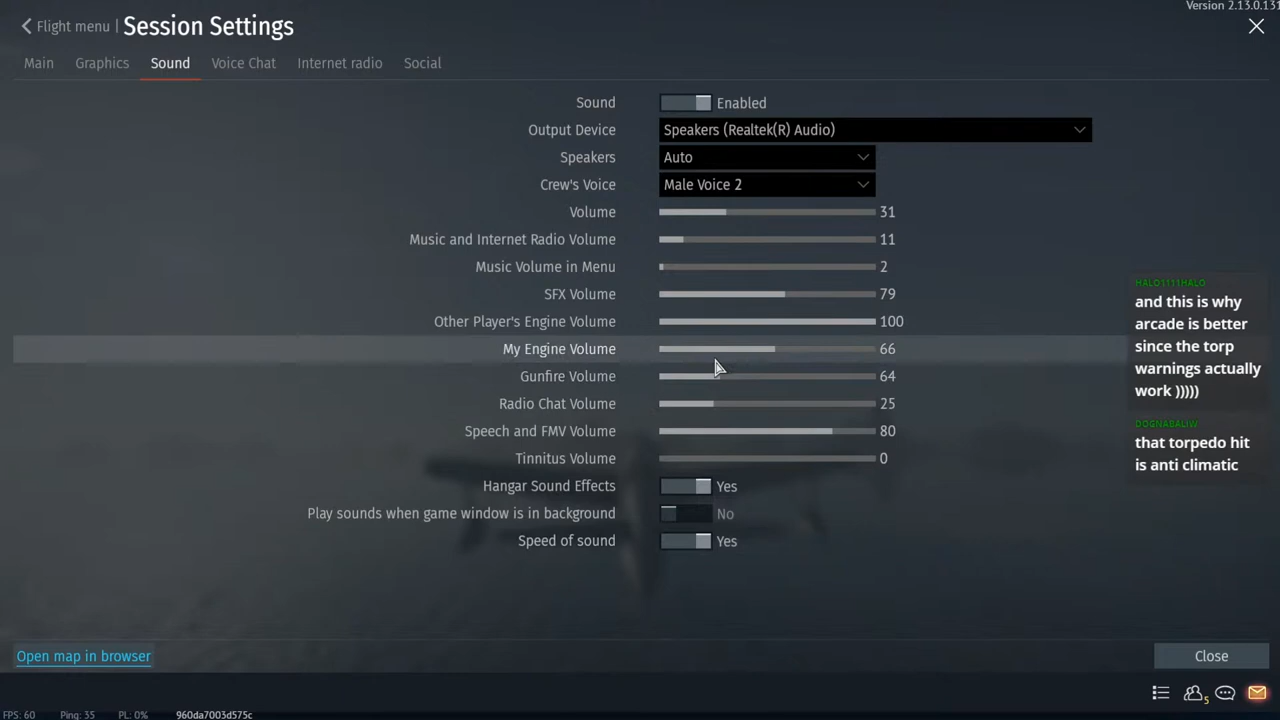 Version 2.13.0.131
Flight menu | Session Settings
Main Graphics Sound Voice Chat Internet radio Social
Sound Enabled
Output Device Speakers (Realtek(R) Audio)
Speakers Auto
Crew's Voice Male Voice 2
Volume 31
Music and Internet Radio Volume 11
Music Volume in Menu 2
SFX Volume 79
Other Player's Engine Volume 100
My Engine Volume 66
Gunfire Volume 64
Radio Chat Volume 25
Speech and FMV Volume 80
Tinnitus Volume 0
Hangar Sound Effects Yes
Play sounds when game window is in background No
Speed of sound Yes
HALO1111HALO
and this is why
arcade is better
since the torp
warnings actually
work )))))
DOGNABALIW
that torpedo hit
is anti climatic
Open map in browser
Close
5
FPS: 60 Ping: 35 PL: 0% 960da7003d575c